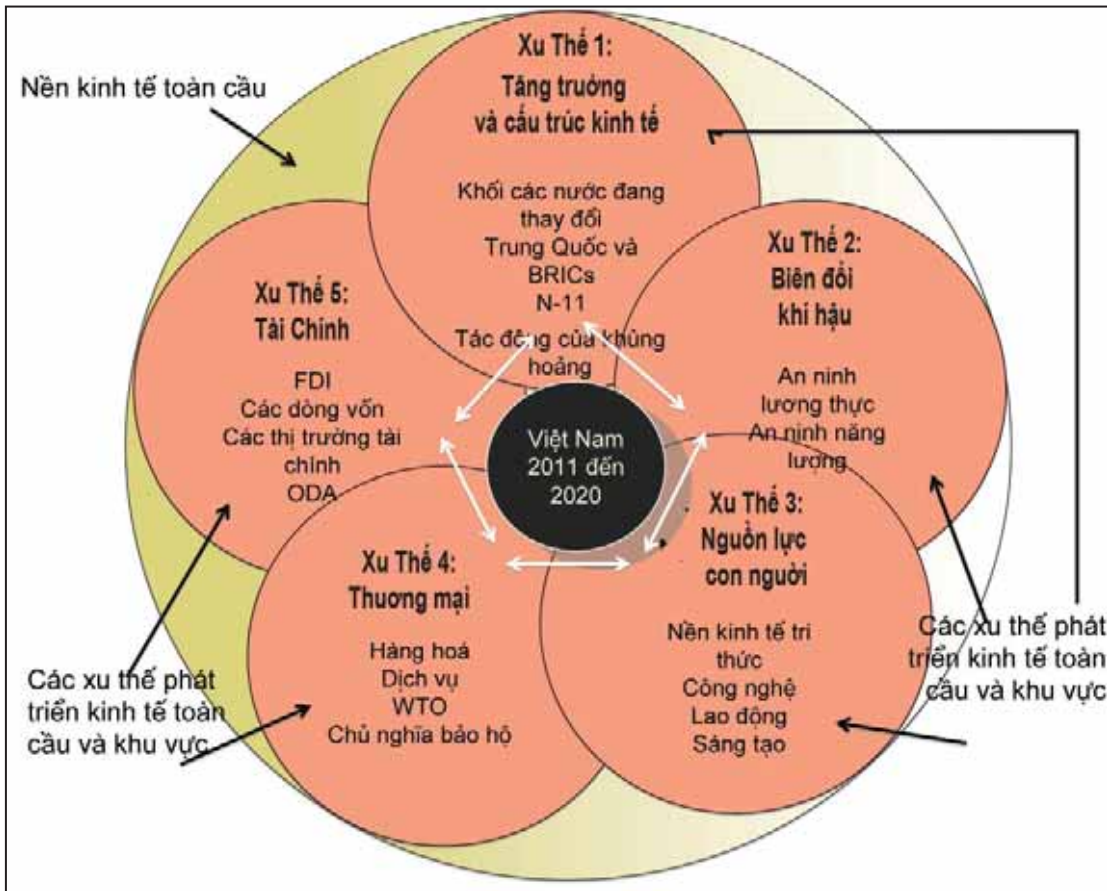 Nền kinh tế toàn cầu
Xu Thế 1:
Tăng truởng
và cấu trúc kinh tế
Khối các nước đang
thay đổi
Trung Quốc và
BRICs
N-11
Tác động của khủng
hoảng
Xu Thế 2:
Biên đổi
khí hậu
An ninh
lương thực
An ninh năng
lượng
Xu Thế 5:
Tài Chính
FDI
Các dòng vốn
Các thị trường tài
chính
ODA
Việt Nam
2011 đến
2020
Xu Thế 3:
Nguồn lực
con nguời
Nền kinh tế tri
thức
Công nghệ
Lao động
Sáng tạo
Xu Thế 4:
Thuơng mại
Hàng hoá
Dịch vụ
WTO
Chủ nghĩa bảo hộ
Các xu thế phát
triển kinh tế toàn
cầu và khu vực
Các xu thế phát
triển kinh tế toàn
cầu và khu vực